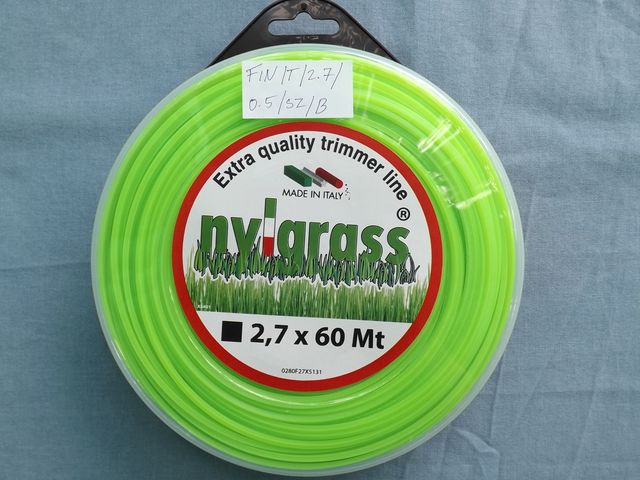 FIN/T/2.7/
0.5/SZ/B
Extra quality trimmer line
MADE IN ITALY
nylgrass®
2,7 x 60 Mt
0280F27X5131